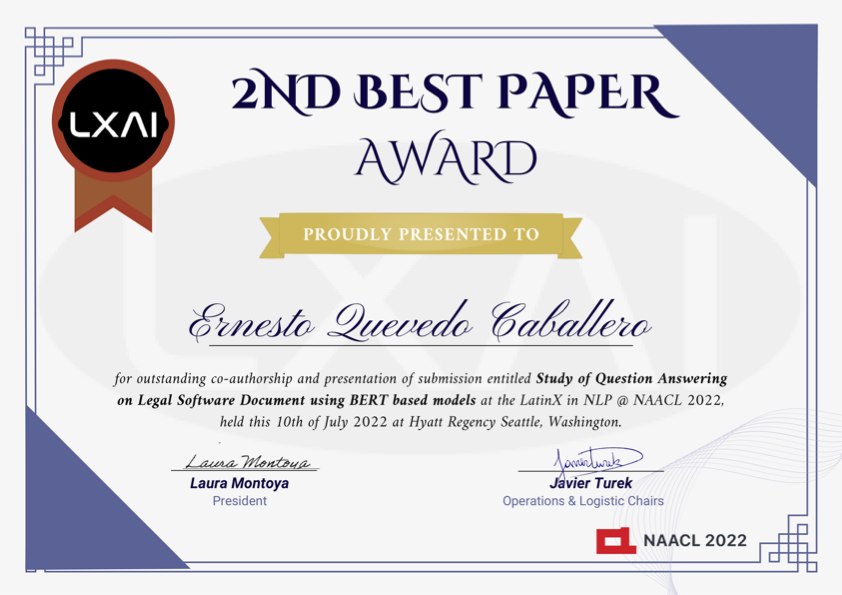 LXAI
2ND BEST PAPER
AWARD
PROUDLY PRESENTED TO
Ernesto Quevedo Caballero
for outstanding co-authorship and presentation of submission entitled Study of Question Answering
on Legal Software Document using BERT based models at the LatinX in NLP @ NAACL 2022,
held this 10th of July 2022 at Hyatt Regency Seattle, Washington.
Laura Montoya
Javier Turek
Laura Montoya
Javier Turek
President
Operations & Logistic Chairs
NAACL 2022
LXAI